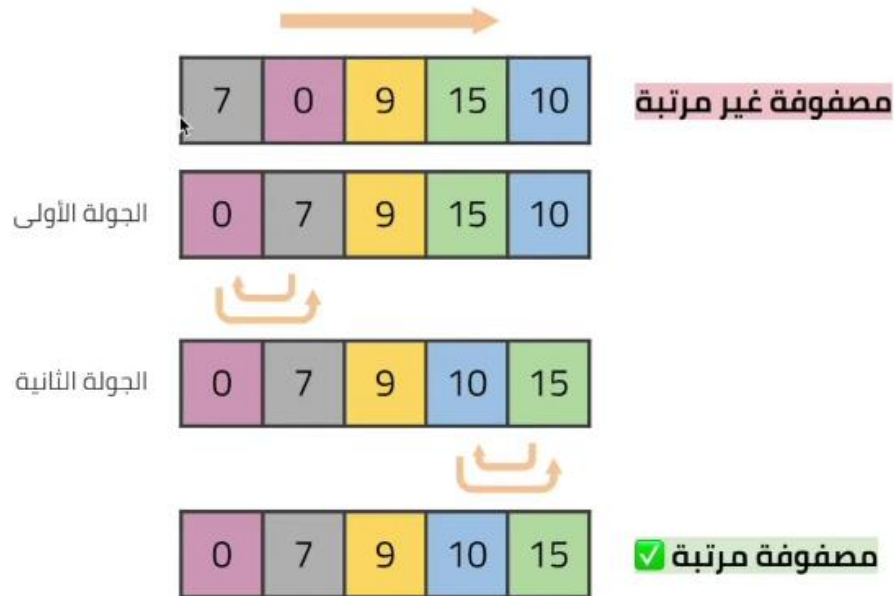 7 0 9 15 10 مصفوفة غير مرتبة
الجولة الأولى 0 7 9 15 10
الجولة الثانية 0 7 9 10 15
0 7 9 10 15 مصفوفة مرتبة ✅